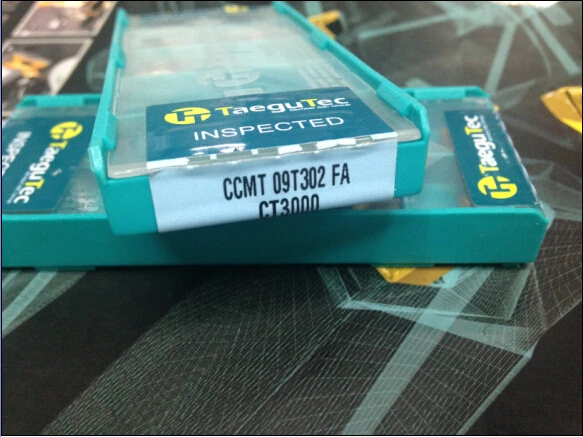 TaeguTec
INSPECTED
CCMT 09T302 FA
CT3000
TaeguTec
TaeguTec